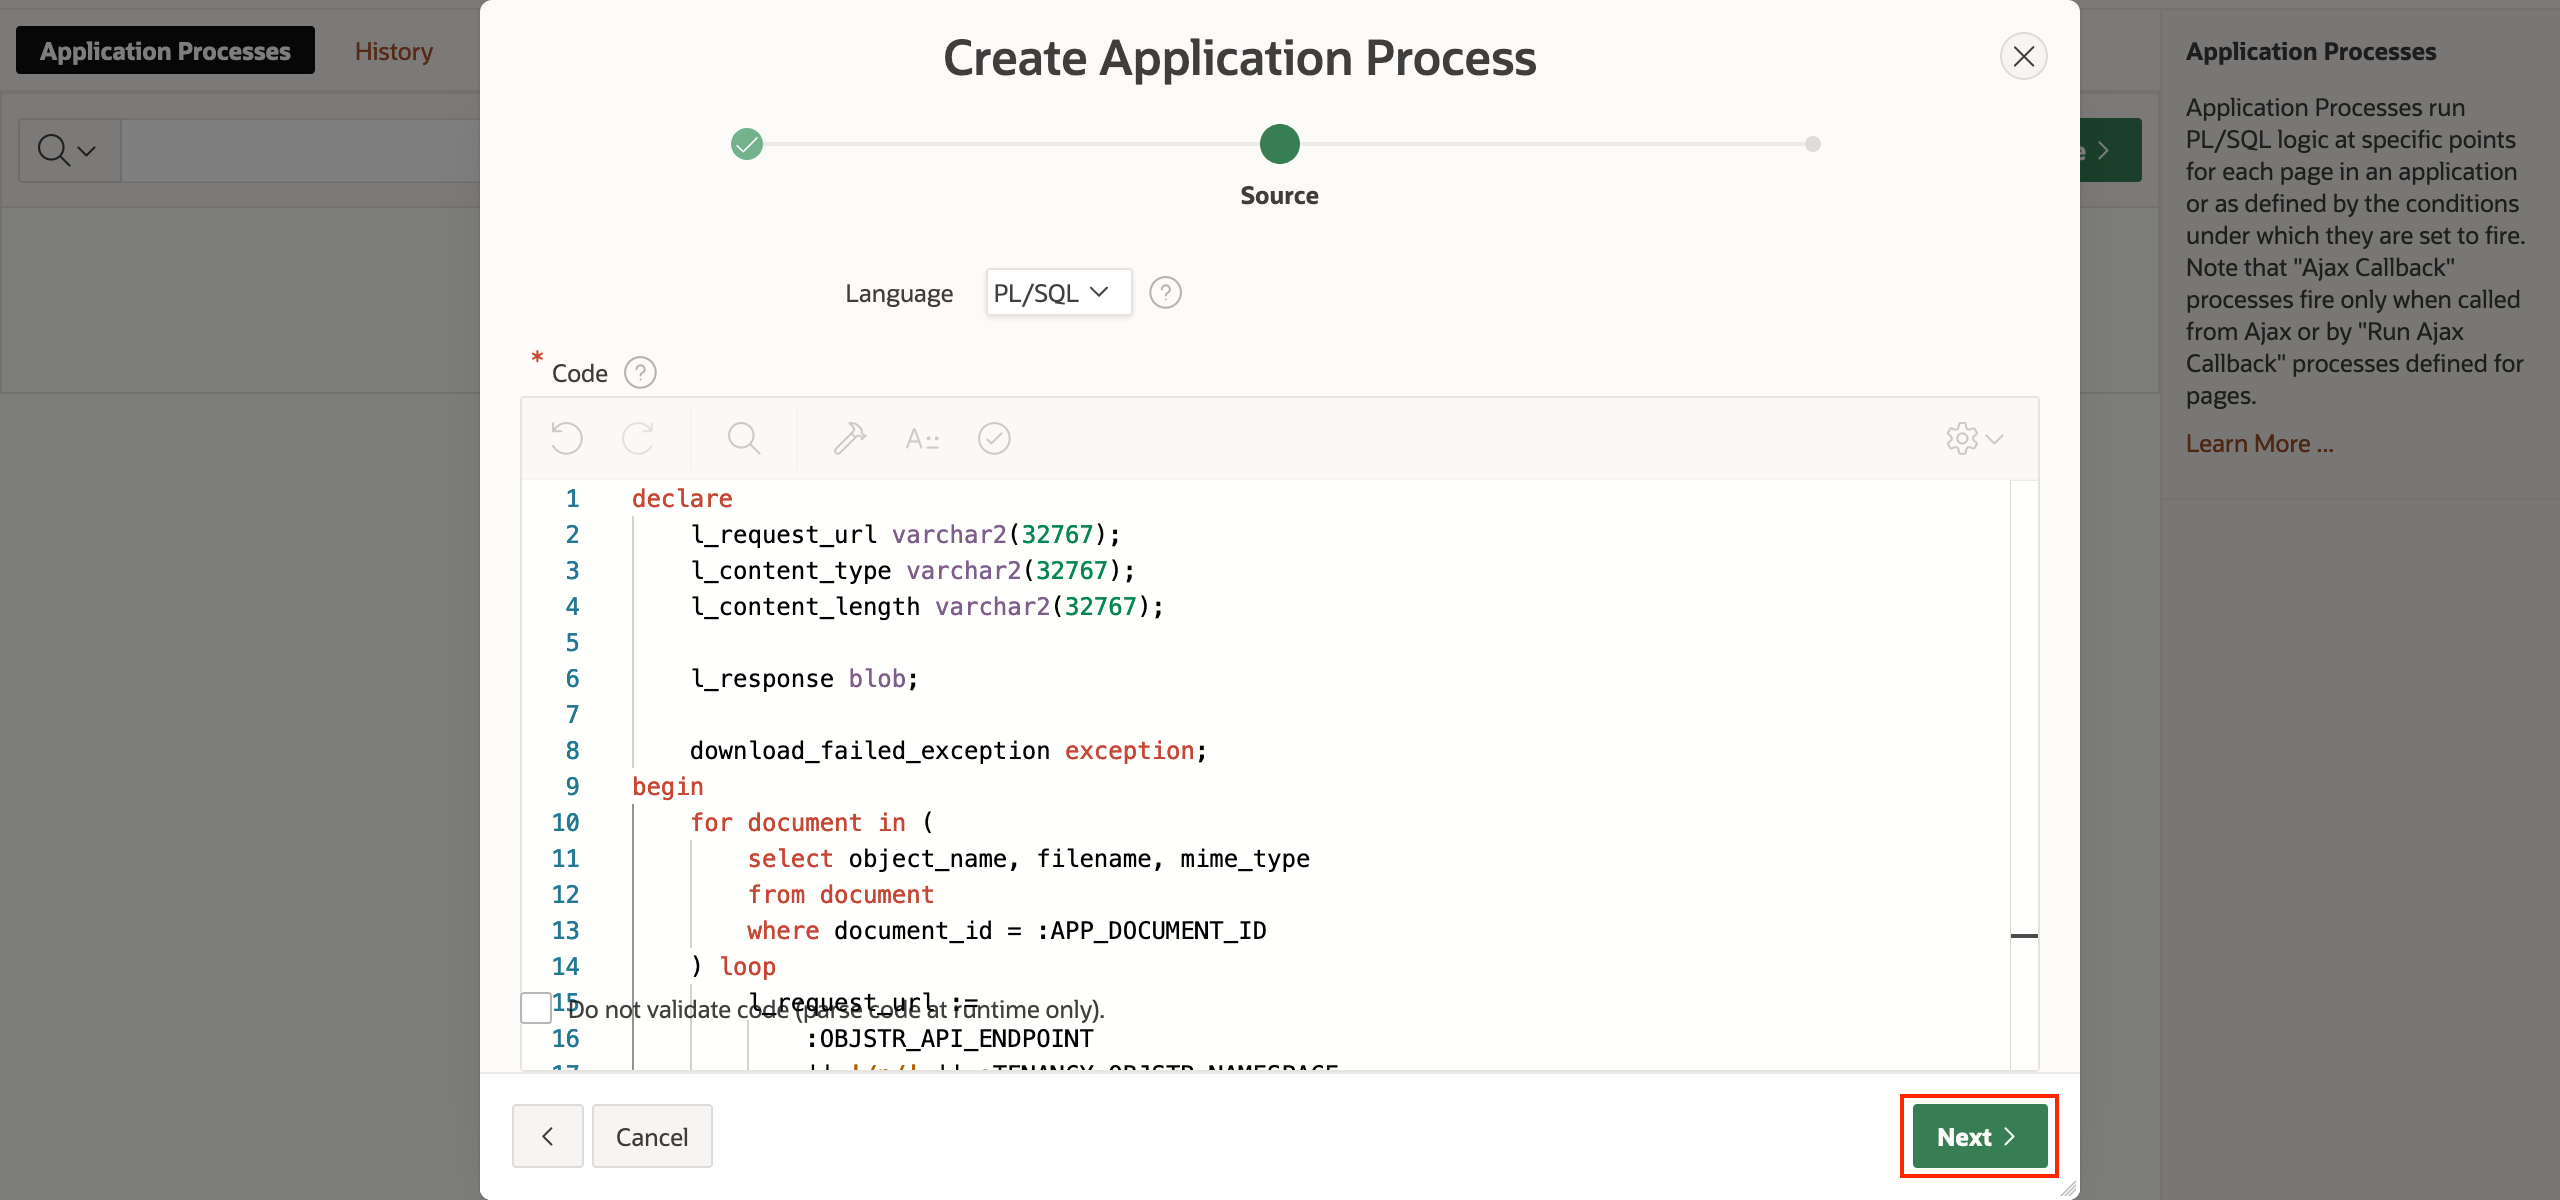 Application Processes
History
Create Application Process
Source
Language PL/SQL
* Code
1 declare
2 l_request_url varchar2(32767);
3 l_content_type varchar2(32767);
4 l_content_length varchar2(32767);
5
6 l_response blob;
7
8 download_failed_exception exception;
9 begin
10 for document in (
11 select object_name, filename, mime_type
12 from document
13 where document_id = :APP_DOCUMENT_ID
14 ) loop
15 l_request_url :=
Do not validate code (parse code at runtime only).
16 :OBJSTR_API_ENDPOINT
17 || '/n/' || :TENANCY_OBJSTR_NAMESPACE
Cancel
Next
Application Processes
Application Processes run
PL/SQL logic at specific points
for each page in an application
or as defined by the conditions
under which they are set to fire.
Note that "Ajax Callback"
processes fire only when called
from Ajax or by "Run Ajax
Callback" processes defined for
pages.
Learn More ...